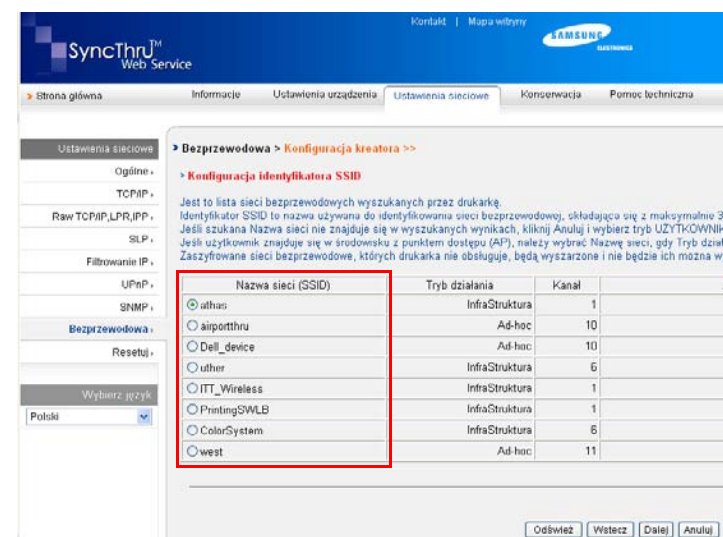 Kontakt | Mapa witryny
SAMSUNG
ELECTRONICS
SyncThru™
Web Service
Strona główna
Informacje
Ustawienia urządzenia
Ustawienia sieciowe
Konserwacja
Pomoc techniczna
Ustawienia sieciowe
Ogólne
TCP/IP
Raw TCP/IP,LPR,IPP
SLP
Filtrowanie IP
UPnP
SNMP
Bezprzewodowa
Resetuj
Wybierz język
Polski
Bezprzewodowa > Konfiguracja kreatora >>
Konfiguracja identyfikatora SSID
Jest to lista sieci bezprzewodowych wyszukanych przez drukarkę.
Identyfikator SSID to nazwa używana do identyfikowania sieci bezprzewodowej, składająca się z maksymalnie 3
Jeśli szukana Nazwa sieci nie znajduje się w wyszukanych wynikach, kliknij Anuluj i wybierz tryb UŻYTKOWNIK
Jeśli użytkownik znajduje się w środowisku z punktem dostępu (AP), należy wybrać Nazwę sieci, gdy Tryb dział
Zaszyfrowane sieci bezprzewodowe, których drukarka nie obsługuje, będą wyszarzone i nie będzie ich można w
Nazwa sieci (SSID) Tryb działania Kanał
athas InfraStruktura 1
airportthru Ad-hoc 10
Dell_device Ad-hoc 10
uther InfraStruktura 6
ITT_Wireless InfraStruktura 1
PrintingSWLB InfraStruktura 1
ColorSystem InfraStruktura 6
west Ad-hoc 11
Odśwież Wstecz Dalej Anuluj